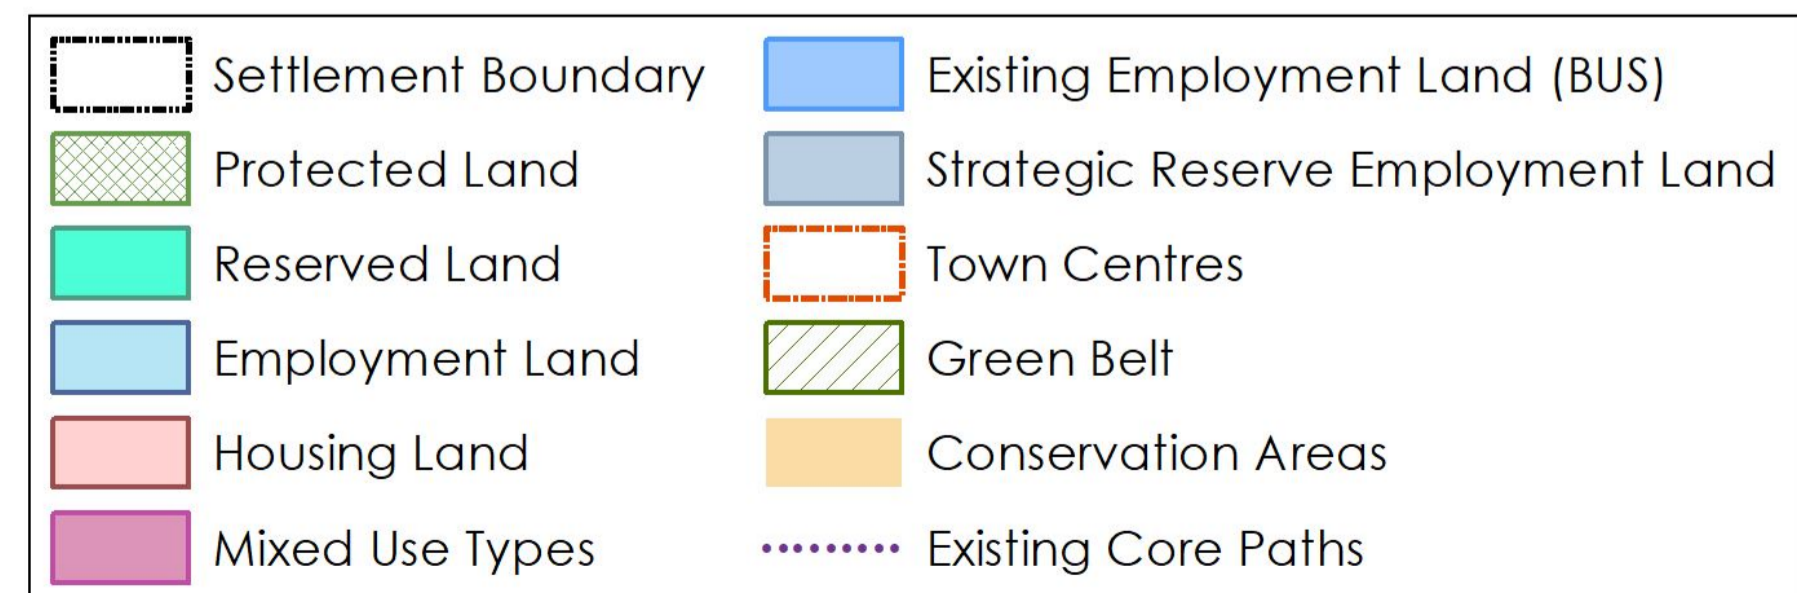 Settlement Boundary
Protected Land
Reserved Land
Employment Land
Housing Land
Mixed Use Types
Existing Employment Land (BUS)
Strategic Reserve Employment Land
Town Centres
Green Belt
Conservation Areas
Existing Core Paths